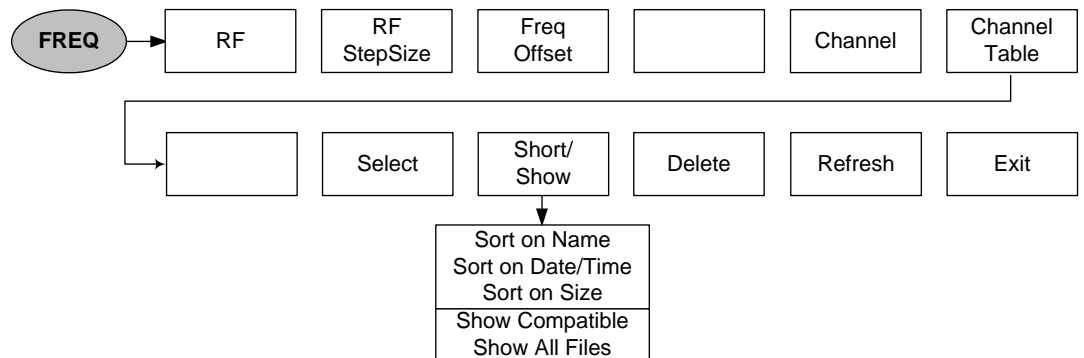 FREQ
RF
RF
StepSize
Freq
Offset
Channel
Channel
Table
Select
Short/
Show
Delete
Refresh
Exit
Sort on Name
Sort on Date/Time
Sort on Size
Show Compatible
Show All Files